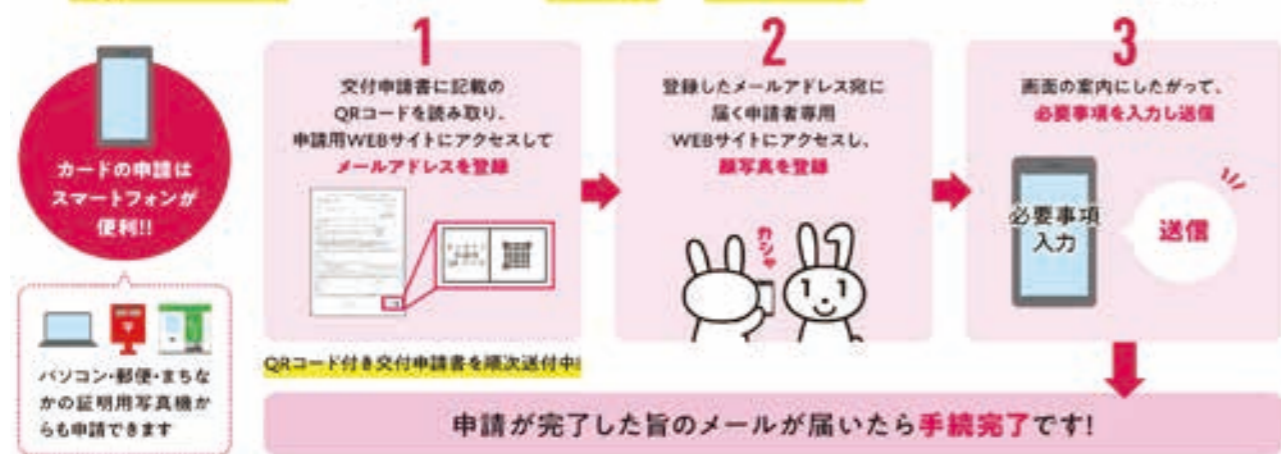 カードの申請は
スマートフォンが
便利!!
パソコン・郵便・まちな
かの証明用写真機か
らも申請できます
1
交付申請書に記載の
QRコードを読み取り、
申請用WEBサイトにアクセスして
メールアドレスを登録
QRコード付き交付申請書を順次送付中!
2
登録したメールアドレス宛に
届く申請者専用
WEBサイトにアクセスし、
顔写真を登録
カシャ
3
画面の案内にしたがって、
必要事項を入力し送信
必要事項
入力
送信
申請が完了した旨のメールが届いたら手続完了です!